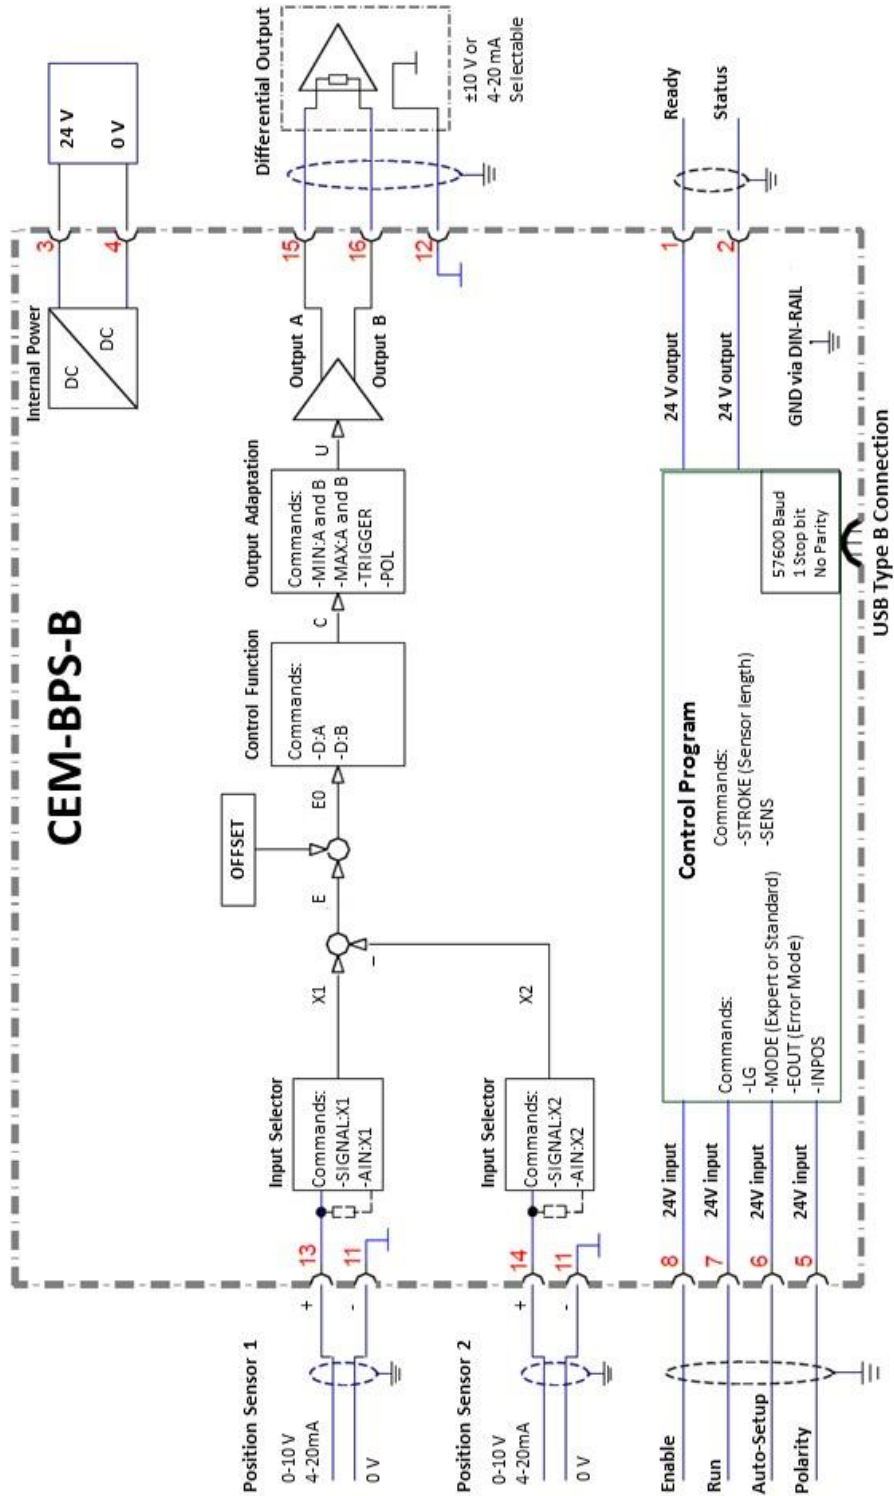 CEM-BPS-B
Internal Power
DC
DC
3
4
24 V
0 V
Position Sensor 1
0-10 V
4-20mA
0 V
+
-
13
11
Input Selector
Commands:
-SIGNAL:X1
-AIN:X1
X1
E
OFFSET
E0
Control Function
Commands:
-D:A
-D:B
C
Output Adaptation
Commands:
-MIN:A and B
-MAX:A and B
-TRIGGER
-POL
U
Output A
Output B
15
16
12
Differential Output
±10 V or
4-20 mA
Selectable
Position Sensor 2
0-10 V
4-20mA
0 V
+
-
14
11
Input Selector
Commands:
-SIGNAL:X2
-AIN:X2
X2
–
Enable
Run
Auto-Setup
Polarity
8
7
6
5
24V input
24V input
24V input
24V input
Control Program
Commands:
-LG
-MODE (Expert or Standard)
-EOUT (Error Mode)
-INPOS
Commands:
-STROKE (Sensor length)
-SENS
57600 Baud
1 Stop bit
No Parity
24 V output
24 V output
1
2
Ready
Status
GND via DIN-RAIL
USB Type B Connection